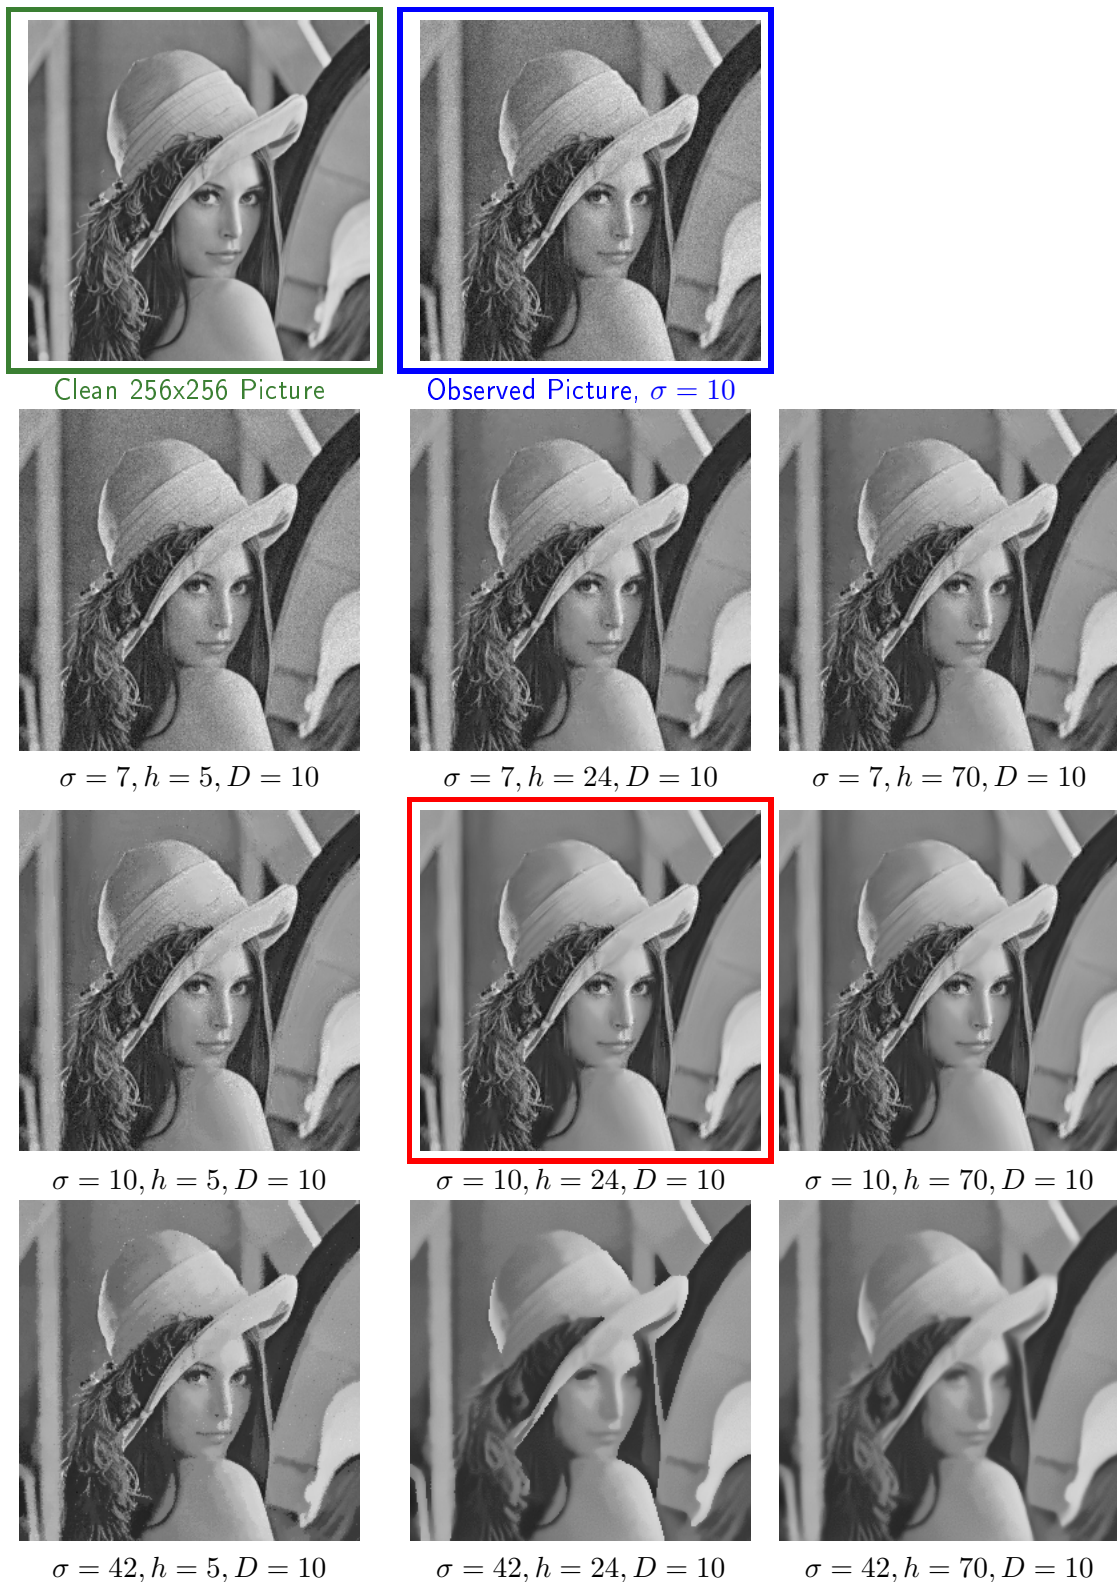 Clean 256x256 Picture
Observed Picture, σ = 10
σ = 7, h = 5, D = 10
σ = 7, h = 24, D = 10
σ = 7, h = 70, D = 10
σ = 10, h = 5, D = 10
σ = 10, h = 24, D = 10
σ = 10, h = 70, D = 10
σ = 42, h = 5, D = 10
σ = 42, h = 24, D = 10
σ = 42, h = 70, D = 10